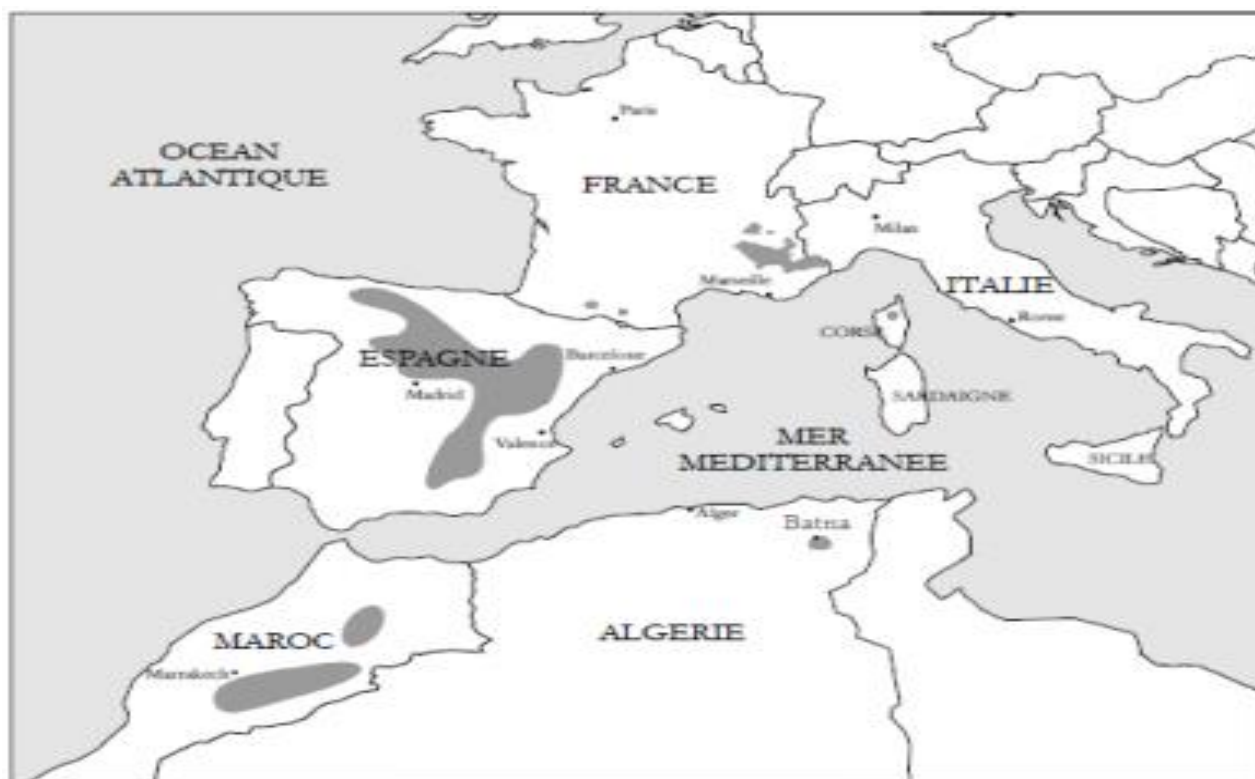 Paris
OCEAN
ATLANTIQUE
FRANCE
Milan
Marseille
ITALIE
Rome
CORSE
ESPAGNE
Barcelone
Madrid
SARDAIGNE
Valence
MER
MEDITERRANEE
SICILE
Alger
Batna
MAROC
ALGERIE
Marrakech